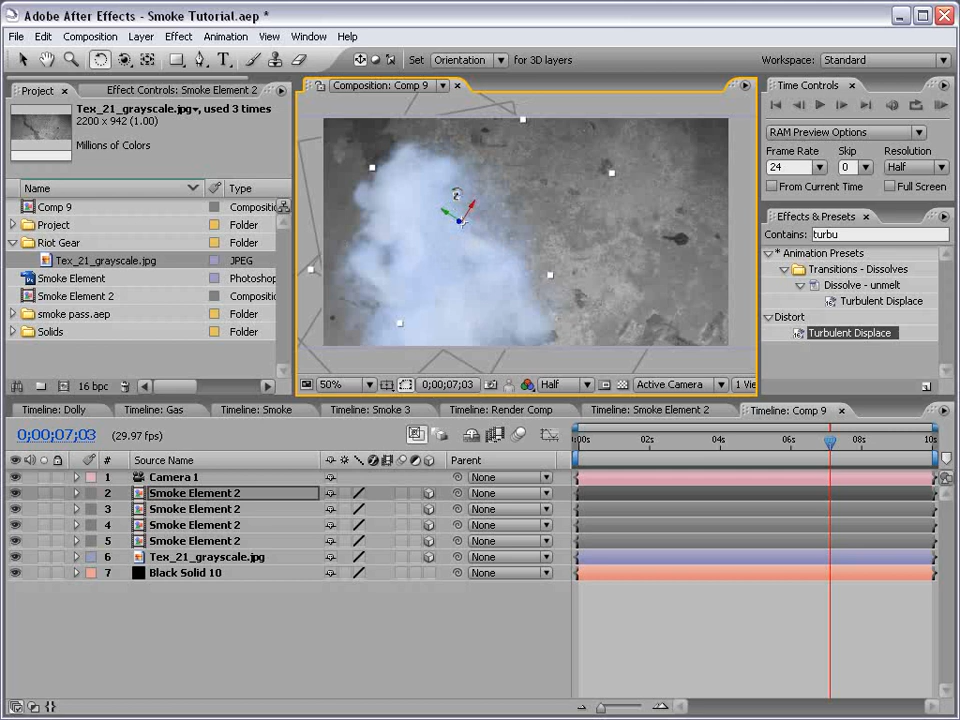 Adobe After Effects - Smoke Tutorial.aep *
File Edit Composition Layer Effect Animation View Window Help
Set Orientation for 3D layers Workspace: Standard
Project Effect Controls: Smoke Element 2
Tex_21_grayscale.jpg, used 3 times
2200 x 942 (1.00)
Millions of Colors
Name Type
Comp 9 Compositi
Project Folder
Riot Gear Folder
Tex_21_grayscale.jpg JPEG
Smoke Element Photoshop
Smoke Element 2 Compositi
smoke pass.aep Folder
Solids Folder
16 bpc
Composition: Comp 9
50% 0;00;07;03 Half Active Camera 1 Vie
Time Controls
RAM Preview Options
Frame Rate Skip Resolution
24 0 Half
From Current Time Full Screen
Effects & Presets
Contains: turbu
* Animation Presets
Transitions - Dissolves
Dissolve - unmelt
Turbulent Displace
Distort
Turbulent Displace
Timeline: Dolly Timeline: Gas Timeline: Smoke Timeline: Smoke 3 Timeline: Render Comp Timeline: Smoke Element 2 Timeline: Comp 9
0;00;07;03 (29.97 fps)
:00s 02s 04s 06s 08s 10s
# Source Name Parent
1 Camera 1 None
2 Smoke Element 2 None
3 Smoke Element 2 None
4 Smoke Element 2 None
5 Smoke Element 2 None
6 Tex_21_grayscale.jpg None
7 Black Solid 10 None